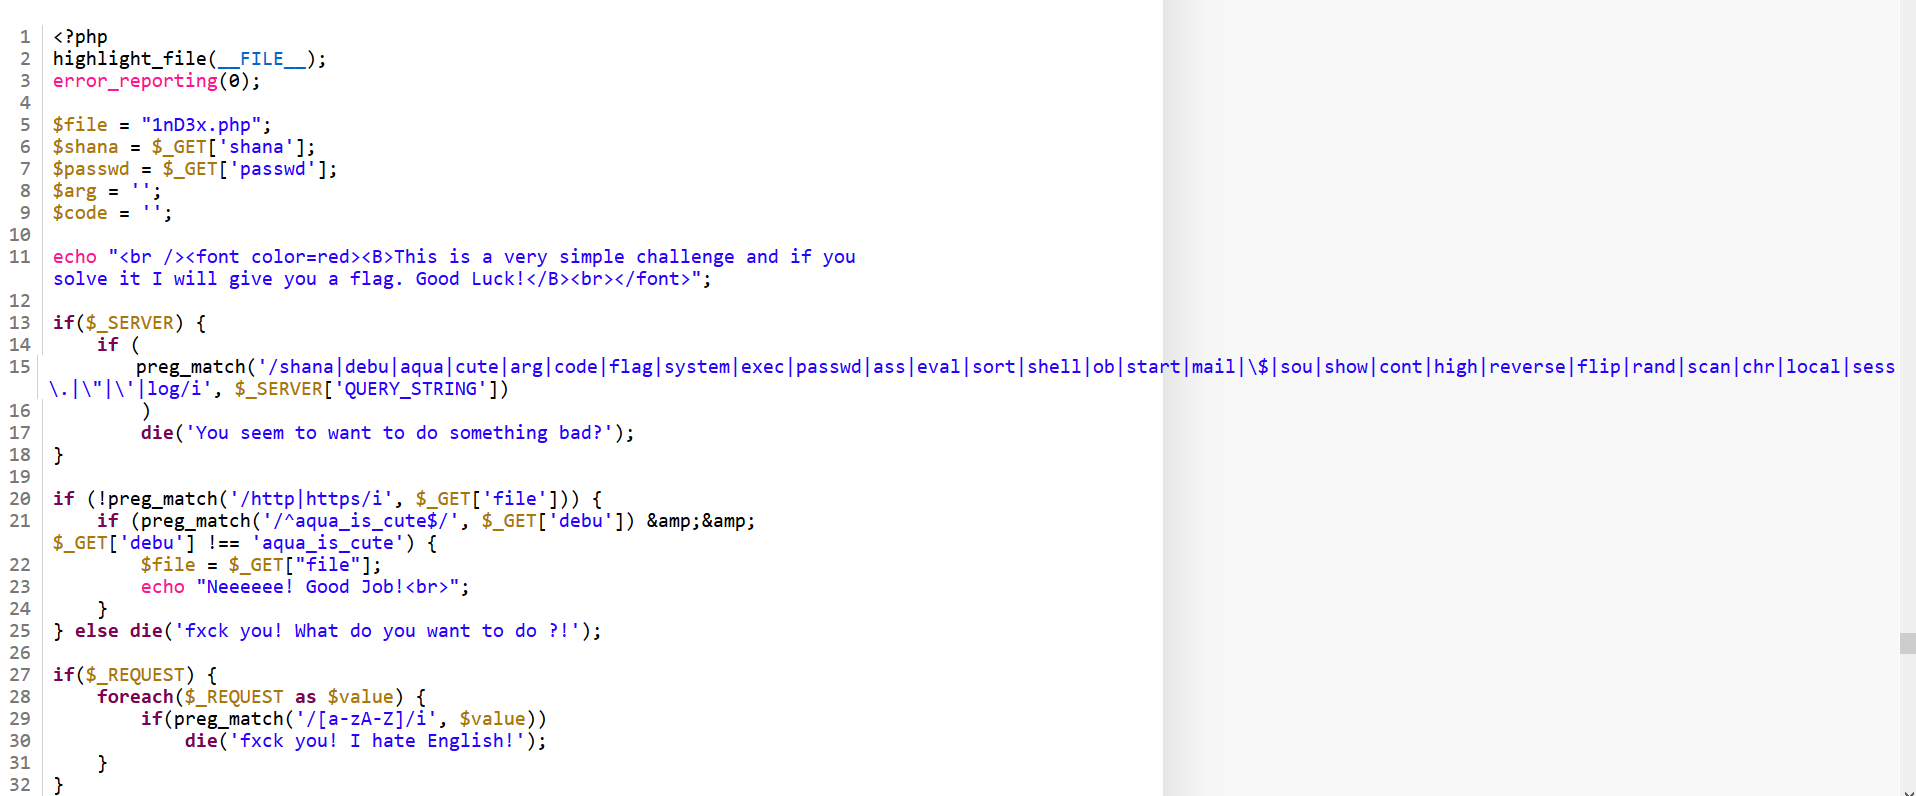 1 <?php
2 highlight_file(__FILE__);
3 error_reporting(0);
4
5 $file = "1nD3x.php";
6 $shana = $_GET['shana'];
7 $passwd = $_GET['passwd'];
8 $arg = '';
9 $code = '';
10
11 echo "<br /><font color=red><B>This is a very simple challenge and if you
solve it I will give you a flag. Good Luck!</B><br></font>";
12
13 if($_SERVER) {
14 if (
15 preg_match('/shana|debu|aqua|cute|arg|code|flag|system|exec|passwd|ass|eval|sort|shell|ob|start|mail|\$|sou|show|cont|high|reverse|flip|rand|scan|chr|local|sess
\.|\"|\'|log/i', $_SERVER['QUERY_STRING'])
16 )
17 die('You seem to want to do something bad?');
18 }
19
20 if (!preg_match('/http|https/i', $_GET['file'])) {
21 if (preg_match('/^aqua_is_cute$/', $_GET['debu']) &amp;&amp;
$_GET['debu'] !== 'aqua_is_cute') {
22 $file = $_GET["file"];
23 echo "Neeeeee! Good Job!<br>";
24 }
25 } else die('fxck you! What do you want to do ?!');
26
27 if($_REQUEST) {
28 foreach($_REQUEST as $value) {
29 if(preg_match('/[a-zA-Z]/i', $value))
30 die('fxck you! I hate English!');
31 }
32 }